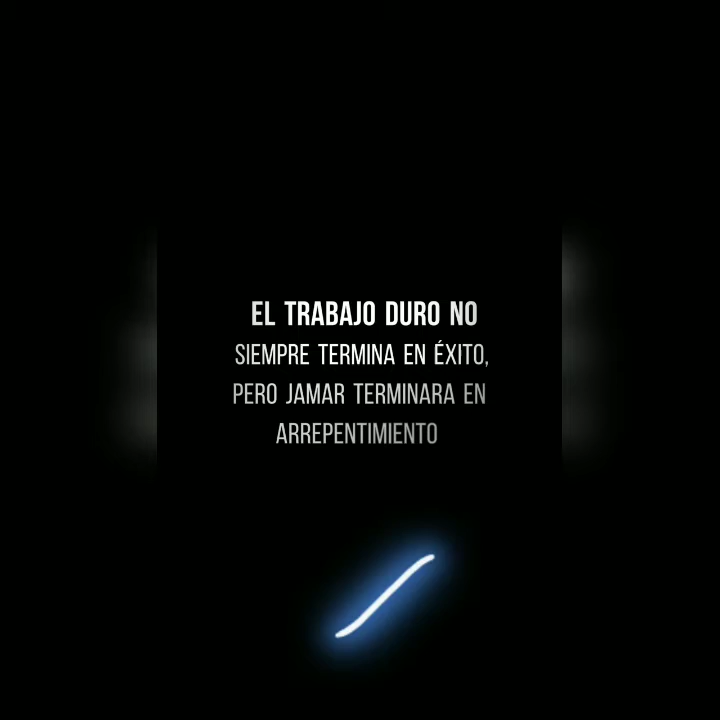 EL TRABAJO DURO NO
SIEMPRE TERMINA EN ÉXITO,
PERO JAMAR TERMINARA EN
ARREPENTIMIENTO